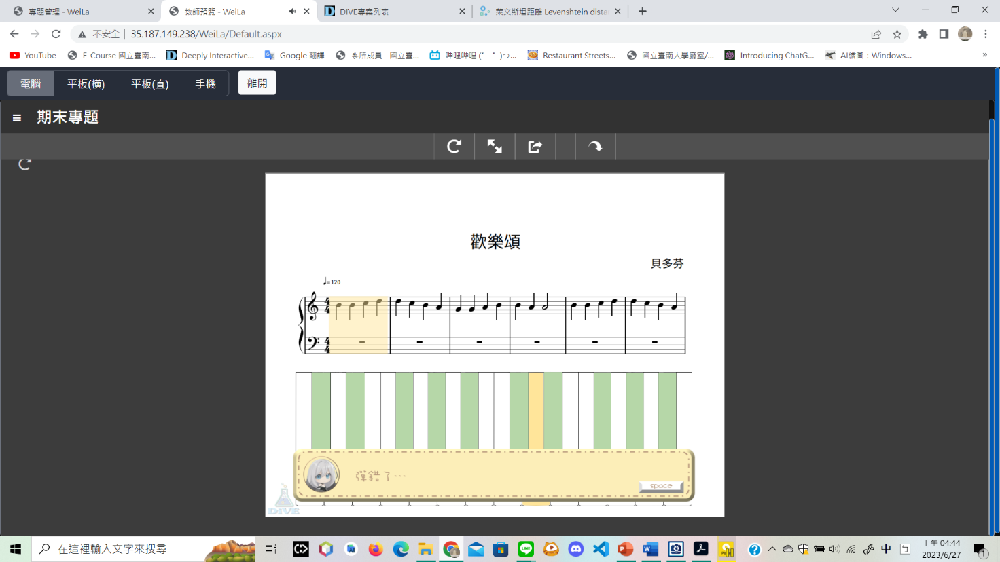 專題管理 - WeiLa
教師預覽 - WeiLa
DIVE專案列表
萊文斯坦距離 Levenshtein dista
不安全 | 35.187.149.238/WeiLa/Default.aspx
YouTube
E-Course 國立臺南...
Deeply Interactive...
Google 翻譯
系所成員 - 國立臺...
嗶哩嗶哩 (゜-゜)つ...
Restaurant Streets...
國立臺南大學廳室/...
Introducing ChatG...
AI繪圖：Windows...
»
電腦
平板(橫)
平板(直)
手機
離開
期末專題
歡樂頌
貝多芬
♩=120
彈錯了…
space
DIVE
在這裡輸入文字來搜尋
中
上午 04:44
2023/6/27
1